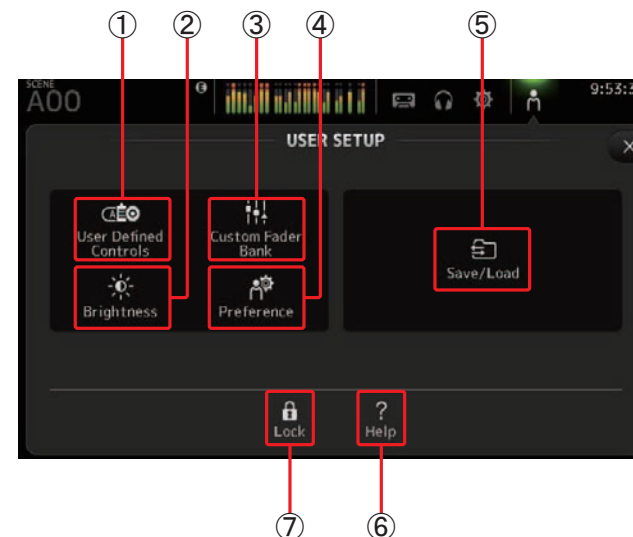 ① ② ③ ④ ⑤
SCENE
A00 E 9:53:3
USER SETUP ×
User Defined
Controls
Custom Fader
Bank
Save/Load
Brightness
Preference
Lock
?
Help
⑦ ⑥